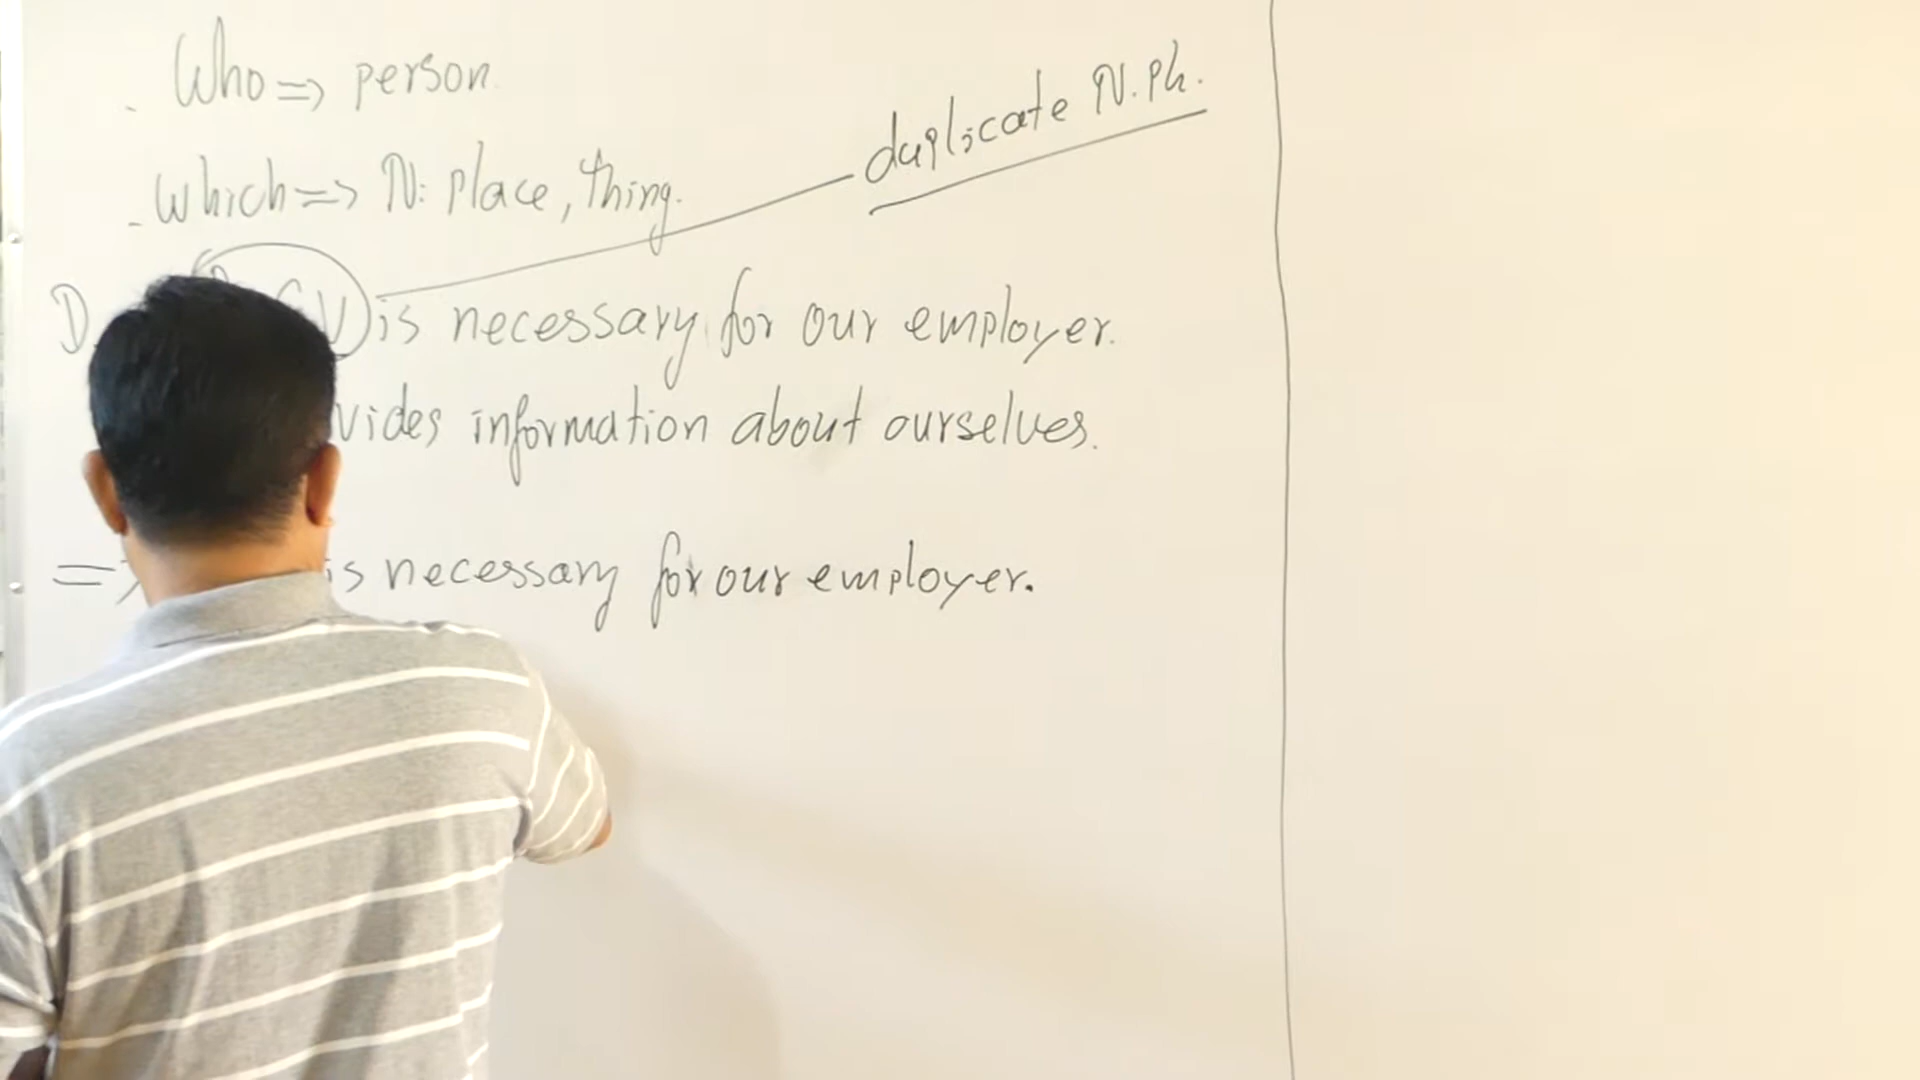 - Who => person.
duplicate N.Ph.
- which => N: place, thing.
is necessary for our employer.
information about ourselves.
=> is necessary for our employer.